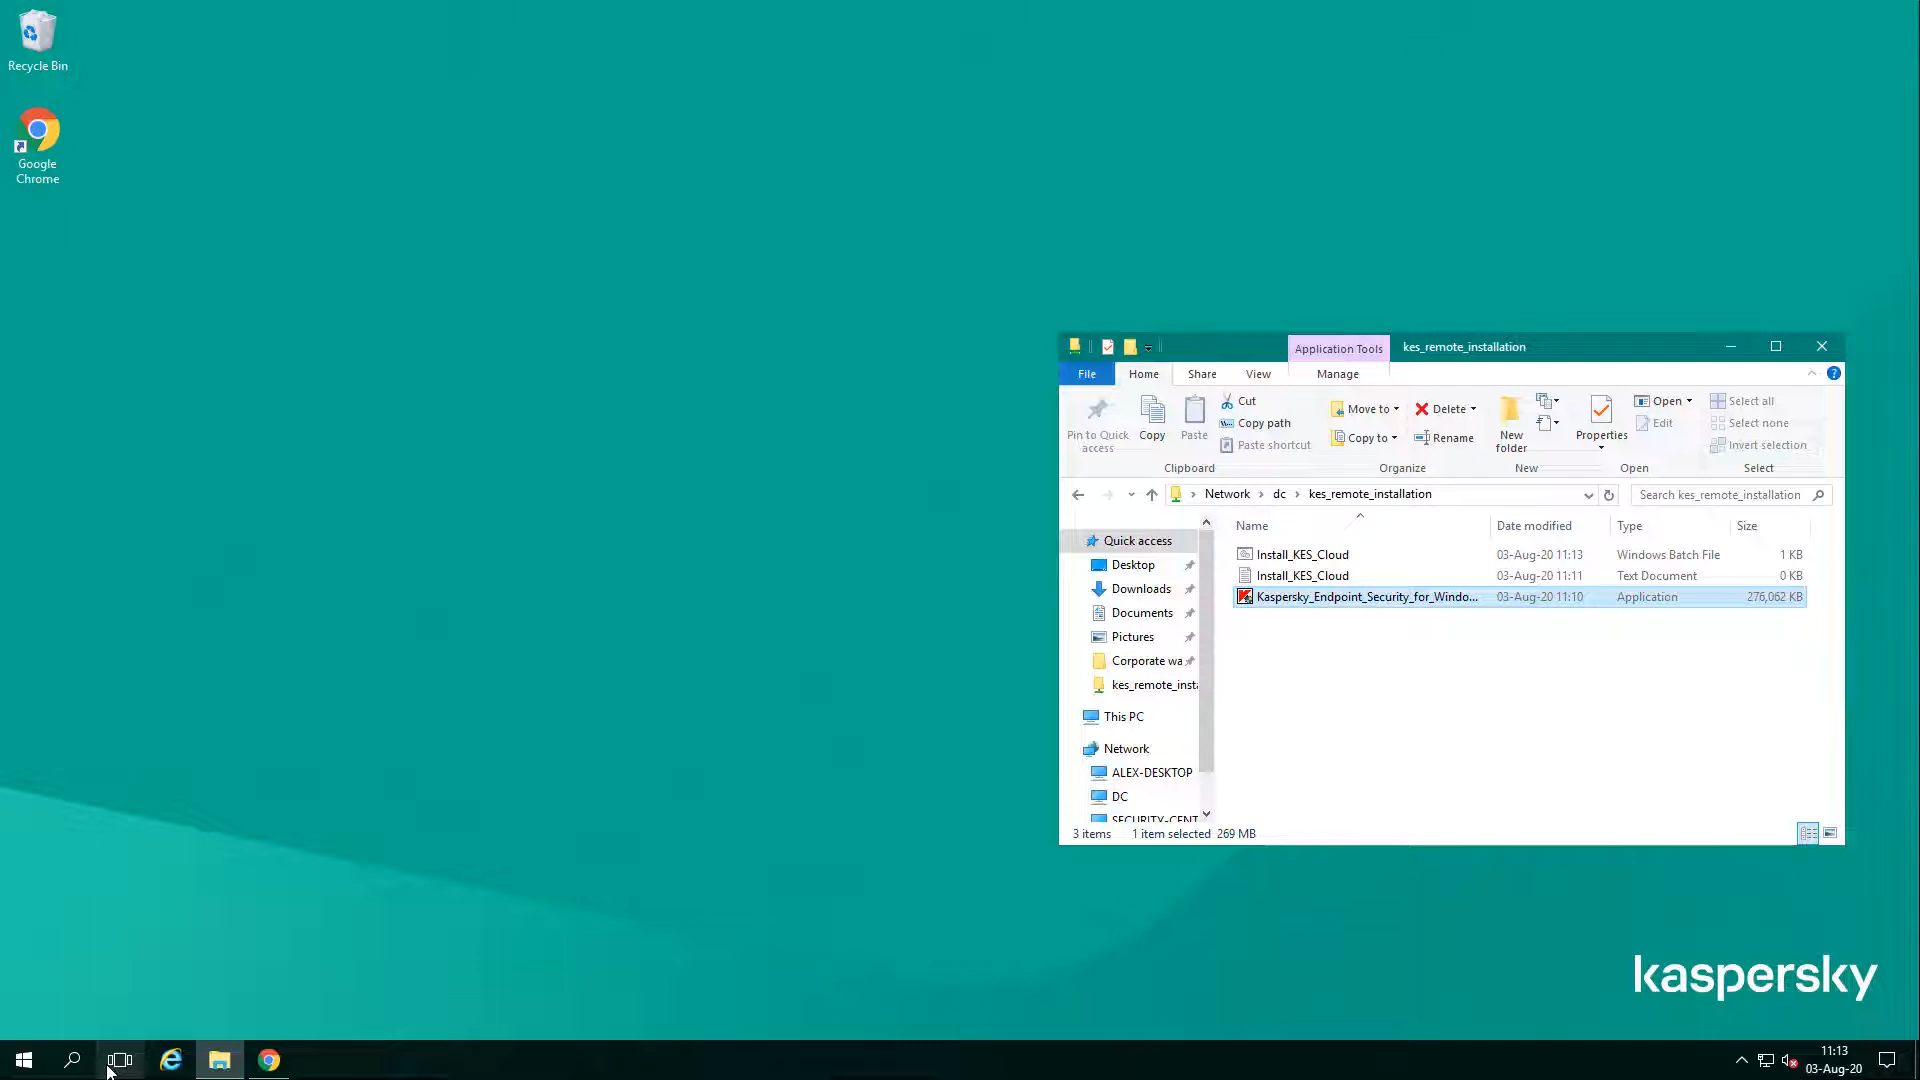 Recycle Bin
Google
Chrome
Application Tools
kes_remote_installation
File
Home
Share
View
Manage
Pin to Quick
access
Copy
Paste
Cut
Copy path
Paste shortcut
Clipboard
Move to
Copy to
Delete
Rename
Organize
New
folder
New
Properties
Open
Edit
Open
Select all
Select none
Invert selection
Select
Network > dc > kes_remote_installation
Search kes_remote_installation
Name
Date modified
Type
Size
Install_KES_Cloud 03-Aug-20 11:13 Windows Batch File 1 KB
Install_KES_Cloud 03-Aug-20 11:11 Text Document 0 KB
Kaspersky_Endpoint_Security_for_Windo... 03-Aug-20 11:10 Application 276,062 KB
Quick access
Desktop
Downloads
Documents
Pictures
Corporate wa
kes_remote_insta
This PC
Network
ALEX-DESKTOP
DC
SECURITY-CENT
3 items 1 item selected 269 MB
kaspersky
11:13
03-Aug-20